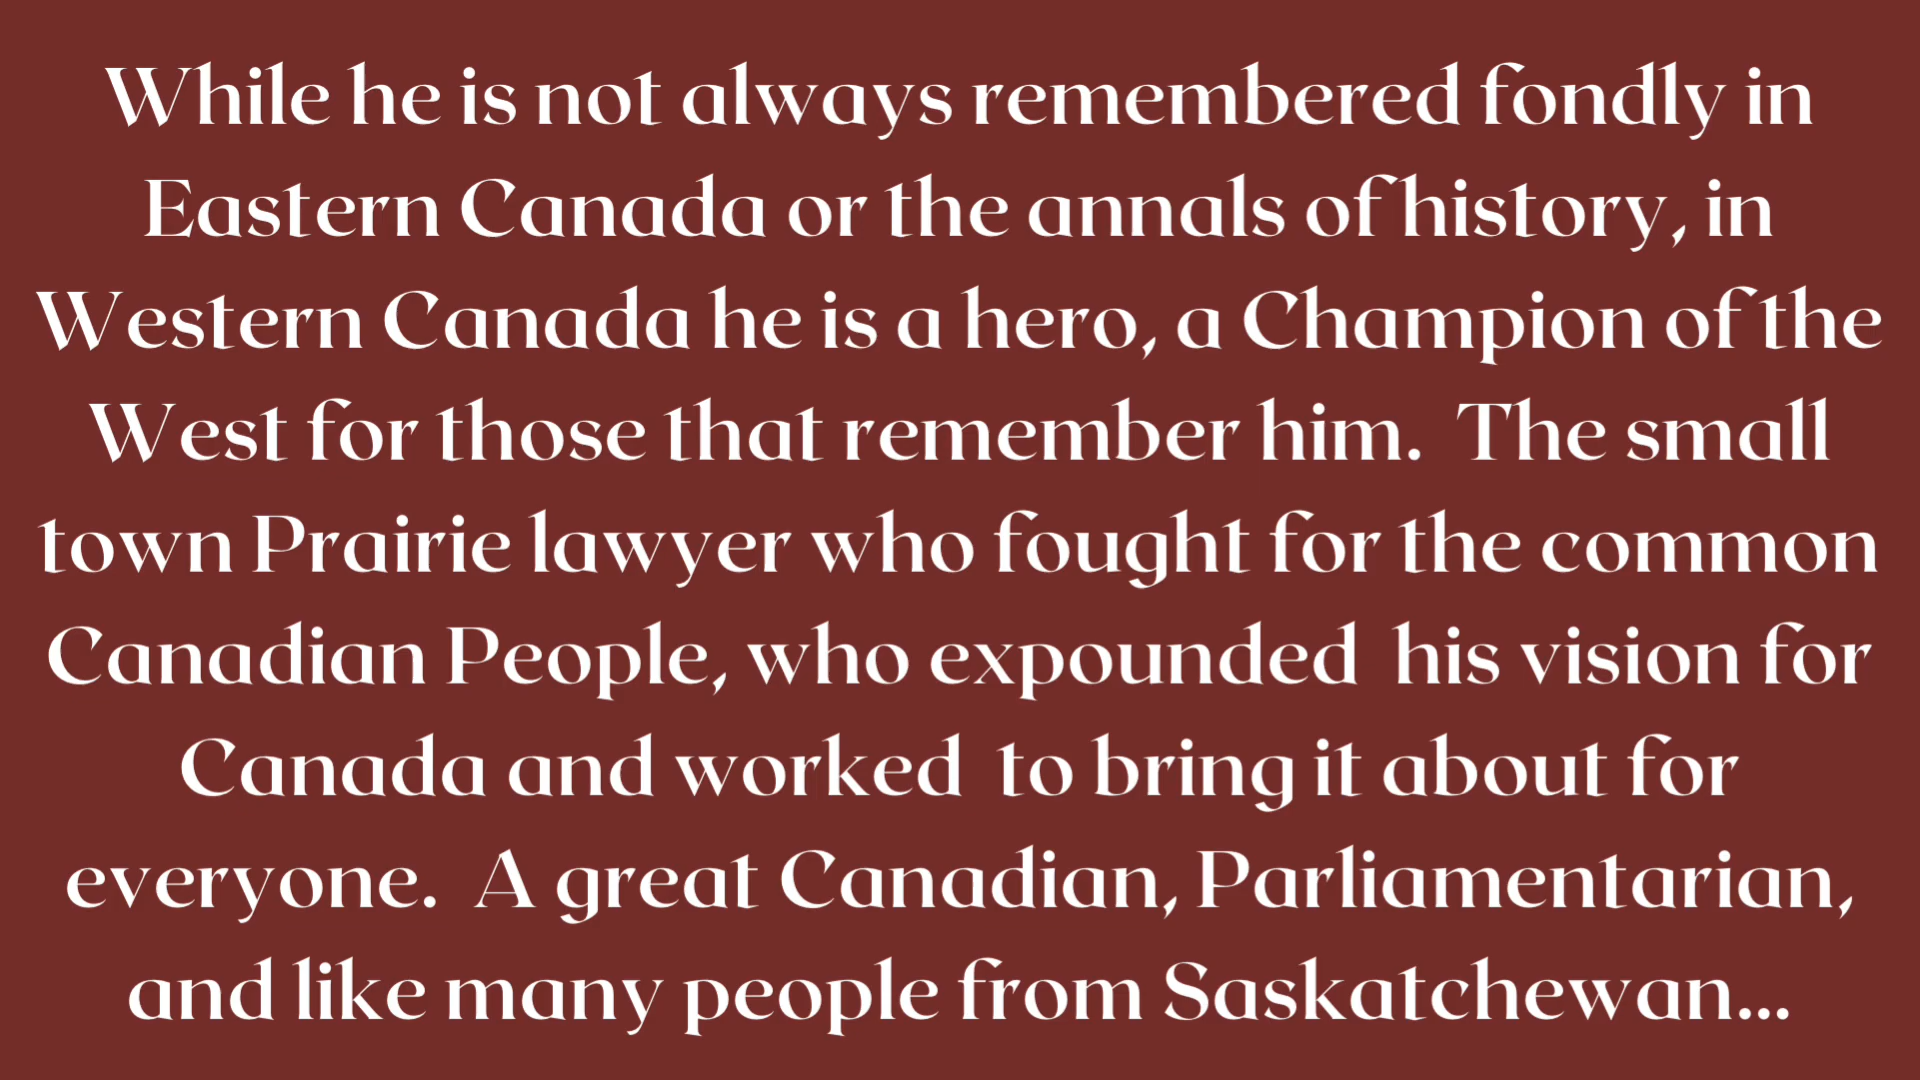 While he is not always remembered fondly in
Eastern Canada or the annals of history, in
Western Canada he is a hero, a Champion of the
West for those that remember him.  The small
town Prairie lawyer who fought for the common
Canadian People, who expounded  his vision for
Canada and worked  to bring it about for
everyone.  A great Canadian, Parliamentarian,
and like many people from Saskatchewan...